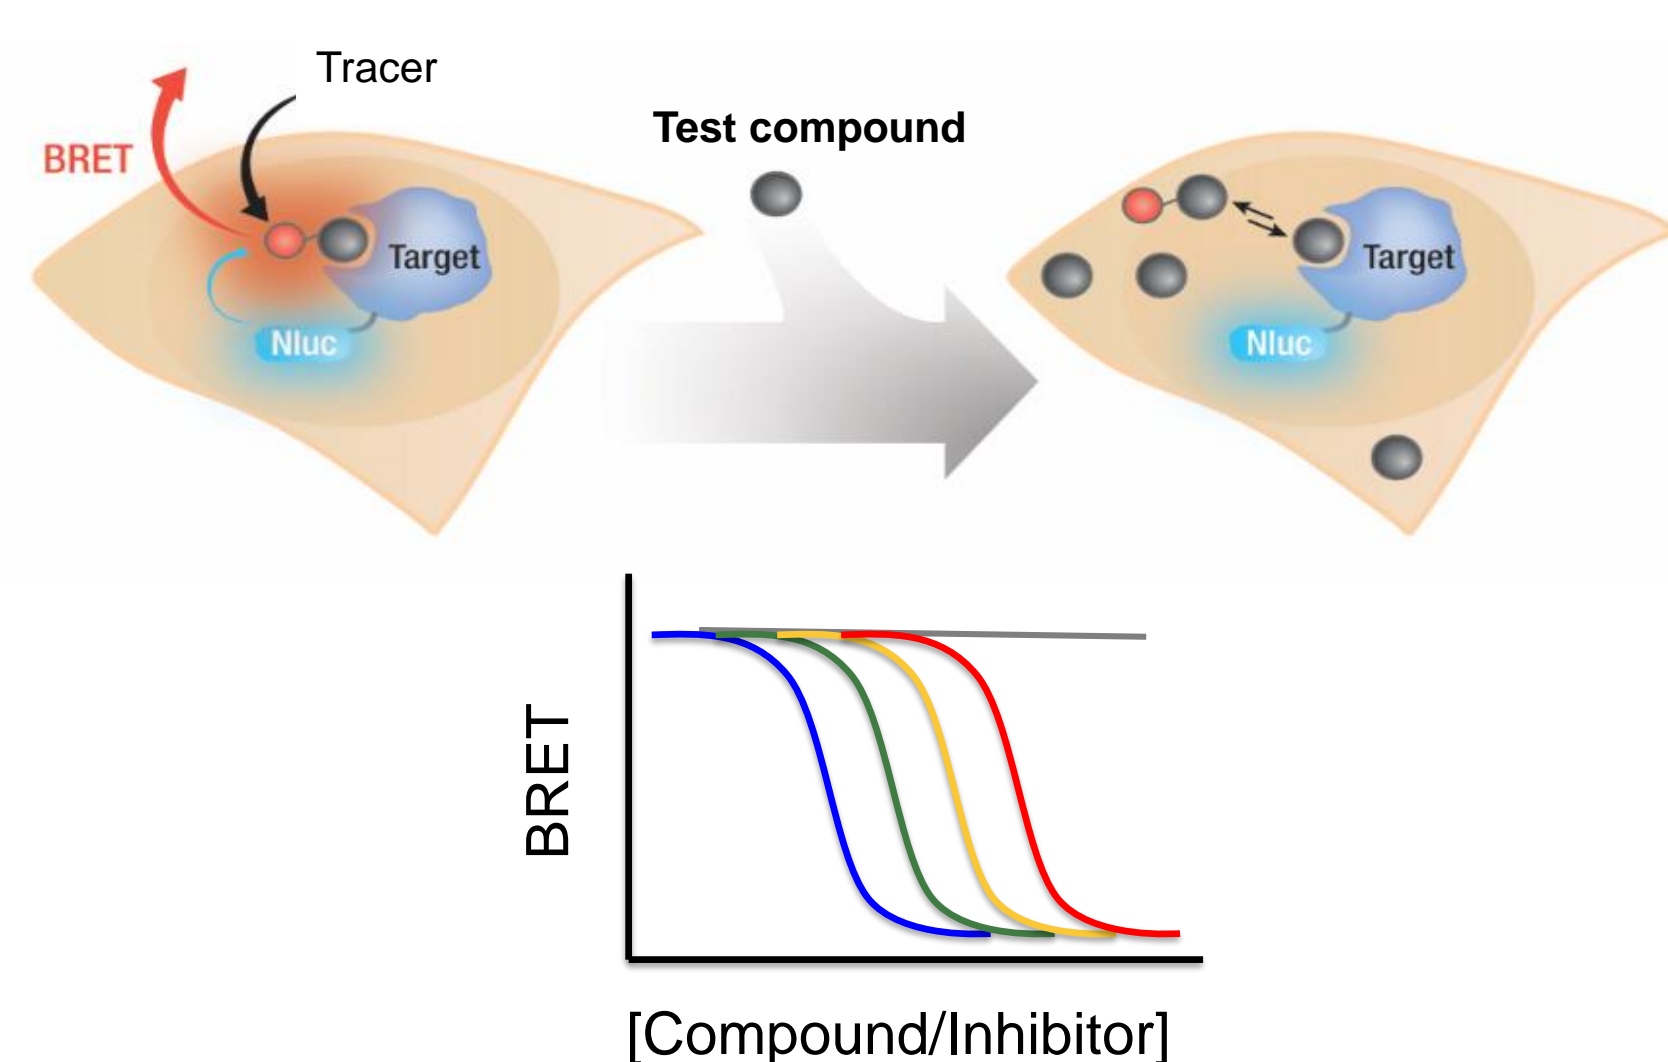 Tracer
BRET
Test compound
Target
Nluc
Target
Nluc
BRET
[Compound/Inhibitor]